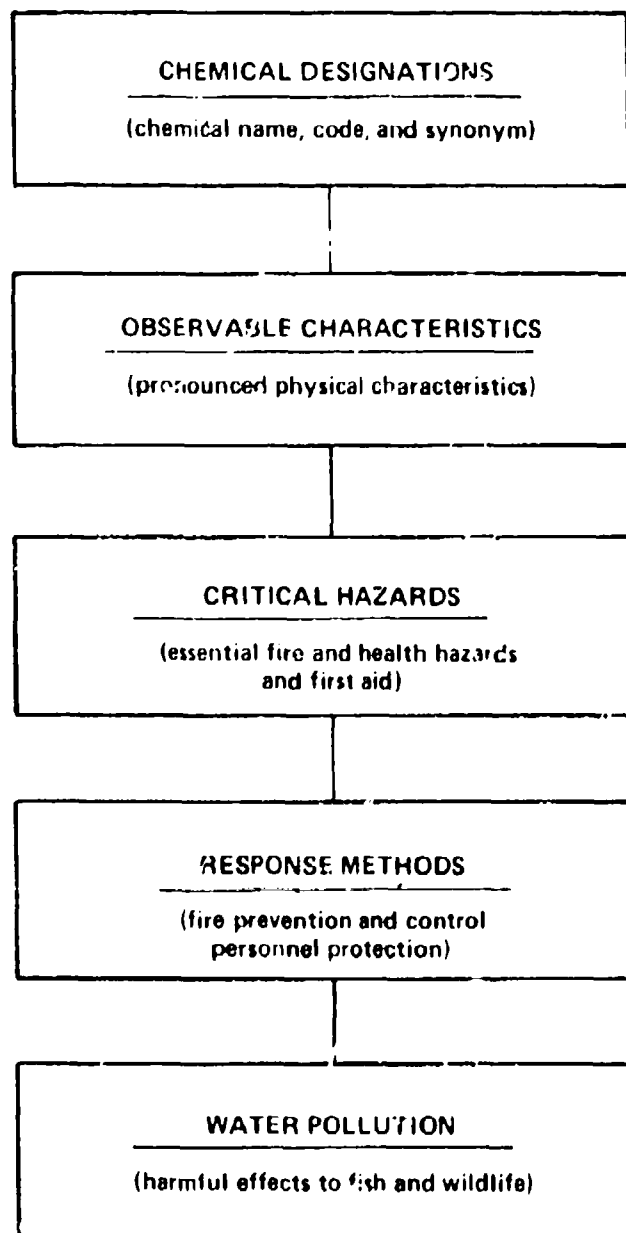 CHEMICAL DESIGNATIONS
(chemical name, code, and synonym)
OBSERVABLE CHARACTERISTICS
(pronounced physical characteristics)
CRITICAL HAZARDS
(essential fire and health hazards
and first aid)
RESPONSE METHODS
(fire prevention and control
personnel protection)
WATER POLLUTION
(harmful effects to fish and wildlife)